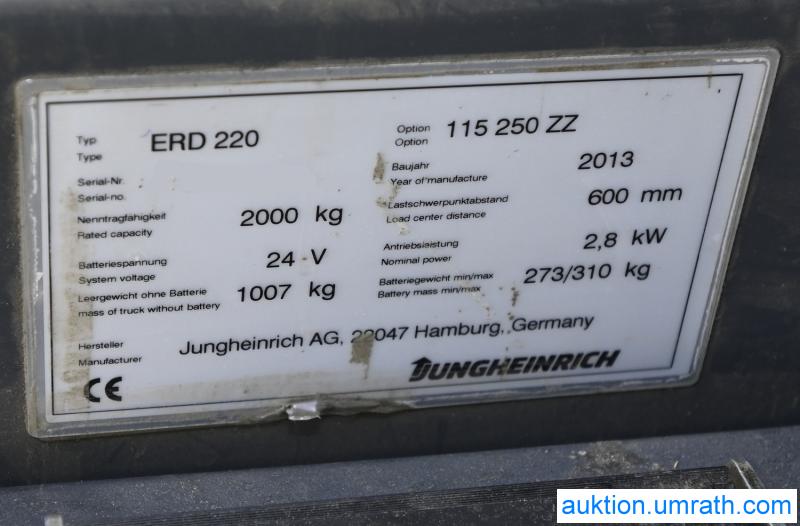 Typ ERD 220 Option 115 250 ZZ
Type Option
Serial-Nr. Baujahr 2013
Serial-no. Year of manufacture
Nenntragfähigkeit 2000 kg Lastschwerpunktabstand 600 mm
Rated capacity Load center distance
Batteriespannung 24 V Antriebsleistung 2,8 kW
System voltage Nominal power
Leergewicht ohne Batterie 1007 kg Batteriegewicht min/max 273/310 kg
mass of truck without battery Battery mass min/max
Hersteller Jungheinrich AG, 22047 Hamburg, Germany
Manufacturer
CE JUNGHEINRICH
auktion.umrath.com